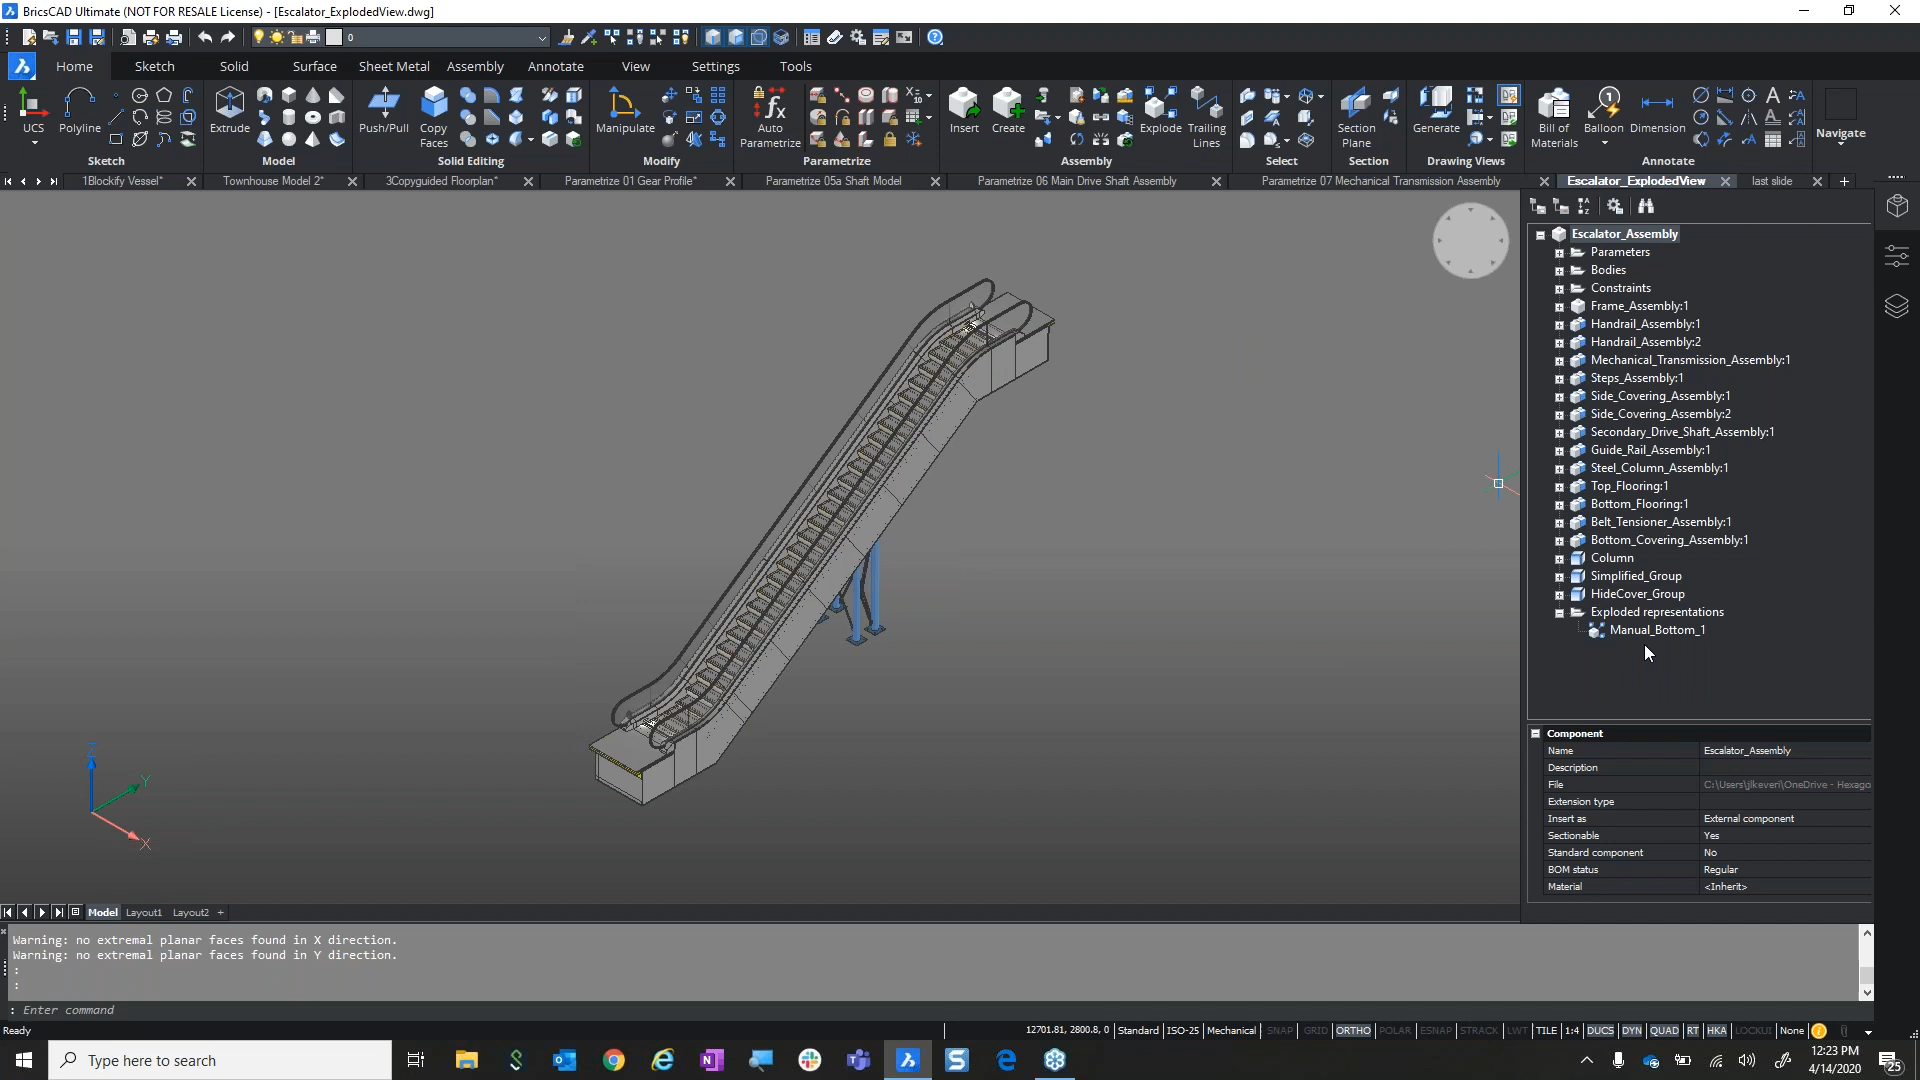 BricsCAD Ultimate (NOT FOR RESALE License) - [Escalator_ExplodedView.dwg]
0
Home Sketch Solid Surface Sheet Metal Assembly Annotate View Settings Tools
UCS Polyline Extrude Push/Pull Copy Faces Manipulate Auto Parametrize Insert Create Explode Trailing Lines Section Plane Generate Bill of Materials Balloon Dimension Navigate
Sketch Model Solid Editing Modify Parametrize Assembly Select Section Drawing Views Annotate
1Blockify Vessel* Townhouse Model 2* 3Copyguided Floorplan* Parametrize 01 Gear Profile* Parametrize 05a Shaft Model Parametrize 06 Main Drive Shaft Assembly Parametrize 07 Mechanical Transmission Assembly Escalator_ExplodedView last slide
Escalator_Assembly
Parameters
Bodies
Constraints
Frame_Assembly:1
Handrail_Assembly:1
Handrail_Assembly:2
Mechanical_Transmission_Assembly:1
Steps_Assembly:1
Side_Covering_Assembly:1
Side_Covering_Assembly:2
Secondary_Drive_Shaft_Assembly:1
Guide_Rail_Assembly:1
Steel_Column_Assembly:1
Top_Flooring:1
Bottom_Flooring:1
Belt_Tensioner_Assembly:1
Bottom_Covering_Assembly:1
Column
Simplified_Group
HideCover_Group
Exploded representations
Manual_Bottom_1
Component
Name Escalator_Assembly
Description
File C:\Users\jlkeveri\OneDrive - Hexago
Extension type
Insert as External component
Sectionable Yes
Standard component No
BOM status Regular
Material <Inherit>
Z
Y
X
Model Layout1 Layout2 +
Warning: no extremal planar faces found in X direction.
Warning: no extremal planar faces found in Y direction.
:
:
: Enter command
Ready 12701.81, 2800.8, 0 Standard ISO-25 Mechanical SNAP GRID ORTHO POLAR ESNAP STRACK LWT TILE 1:4 DUCS DYN QUAD RT HKA LOCKUI None
Type here to search
12:23 PM
4/14/2020
25